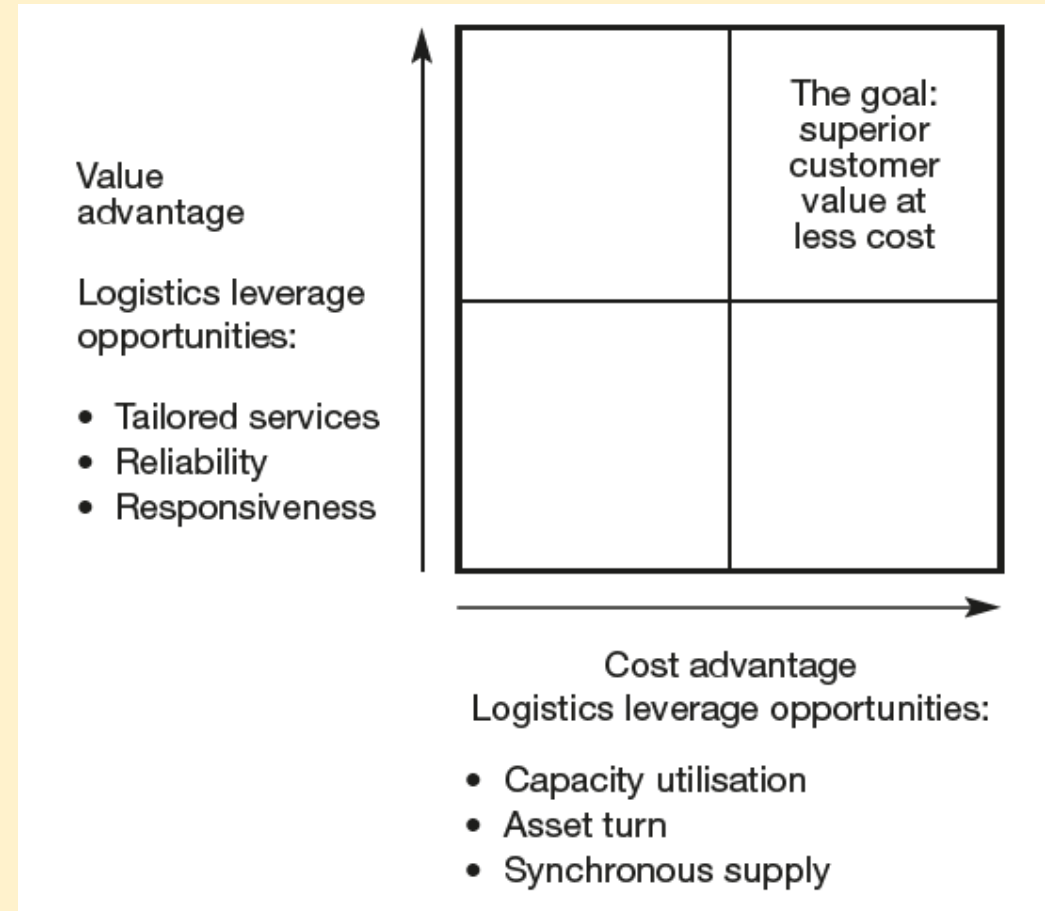 The goal:
superior
customer
value at
less cost
Value
advantage
Logistics leverage
opportunities:
• Tailored services
• Reliability
• Responsiveness
Cost advantage
Logistics leverage opportunities:
• Capacity utilisation
• Asset turn
• Synchronous supply